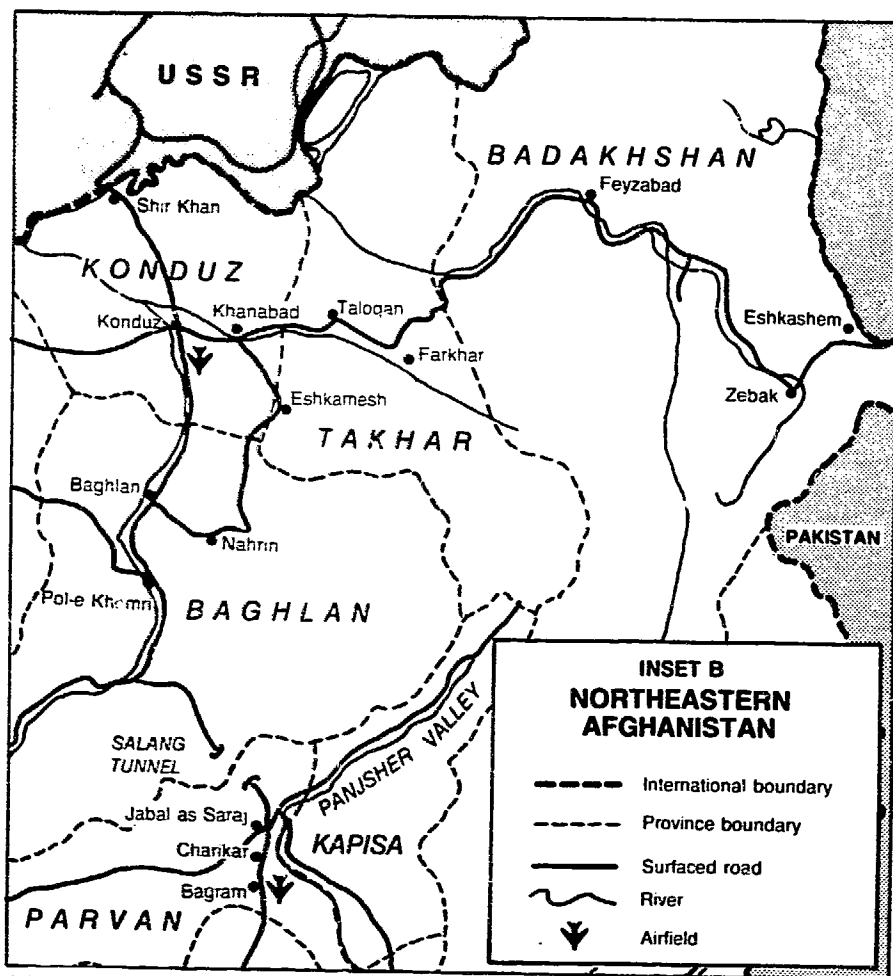 USSR
BADAKHSHAN
Feyzabad
Shir Khan
KONDUZ
Konduz
Khanabad
Taloqan
Farkhar
Eshkashem
Zebak
Eshkamesh
TAKHAR
Baghlan
Nahrin
PAKISTAN
Pol-e Khomri
BAGHLAN
SALANG
TUNNEL
PANJSHER VALLEY
Jabal as Saraj
Charikar
KAPISA
Bagram
PARVAN
INSET B
NORTHEASTERN
AFGHANISTAN
International boundary
Province boundary
Surfaced road
River
Airfield